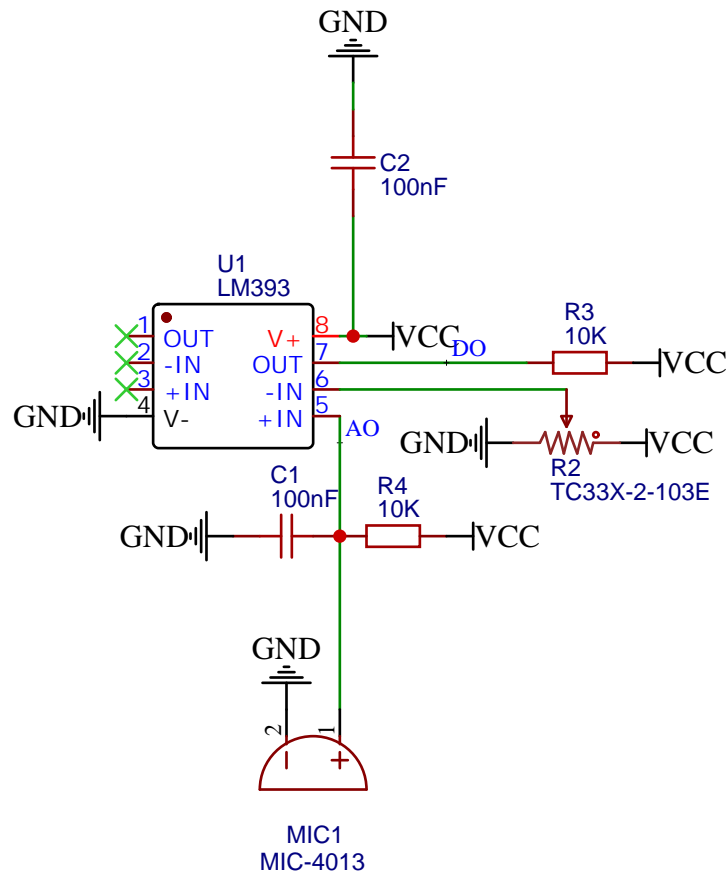 GND
C2
100nF
U1
LM393
1 OUT V+ 8 VCC
2 -IN OUT 7 DO
3 +IN -IN 6
GND 4 V- +IN 5
R3
10K
VCC
AO
GND VCC
R2
TC33X-2-103E
C1
100nF
R4
10K
GND VCC
GND
2 1
- +
MIC1
MIC-4013